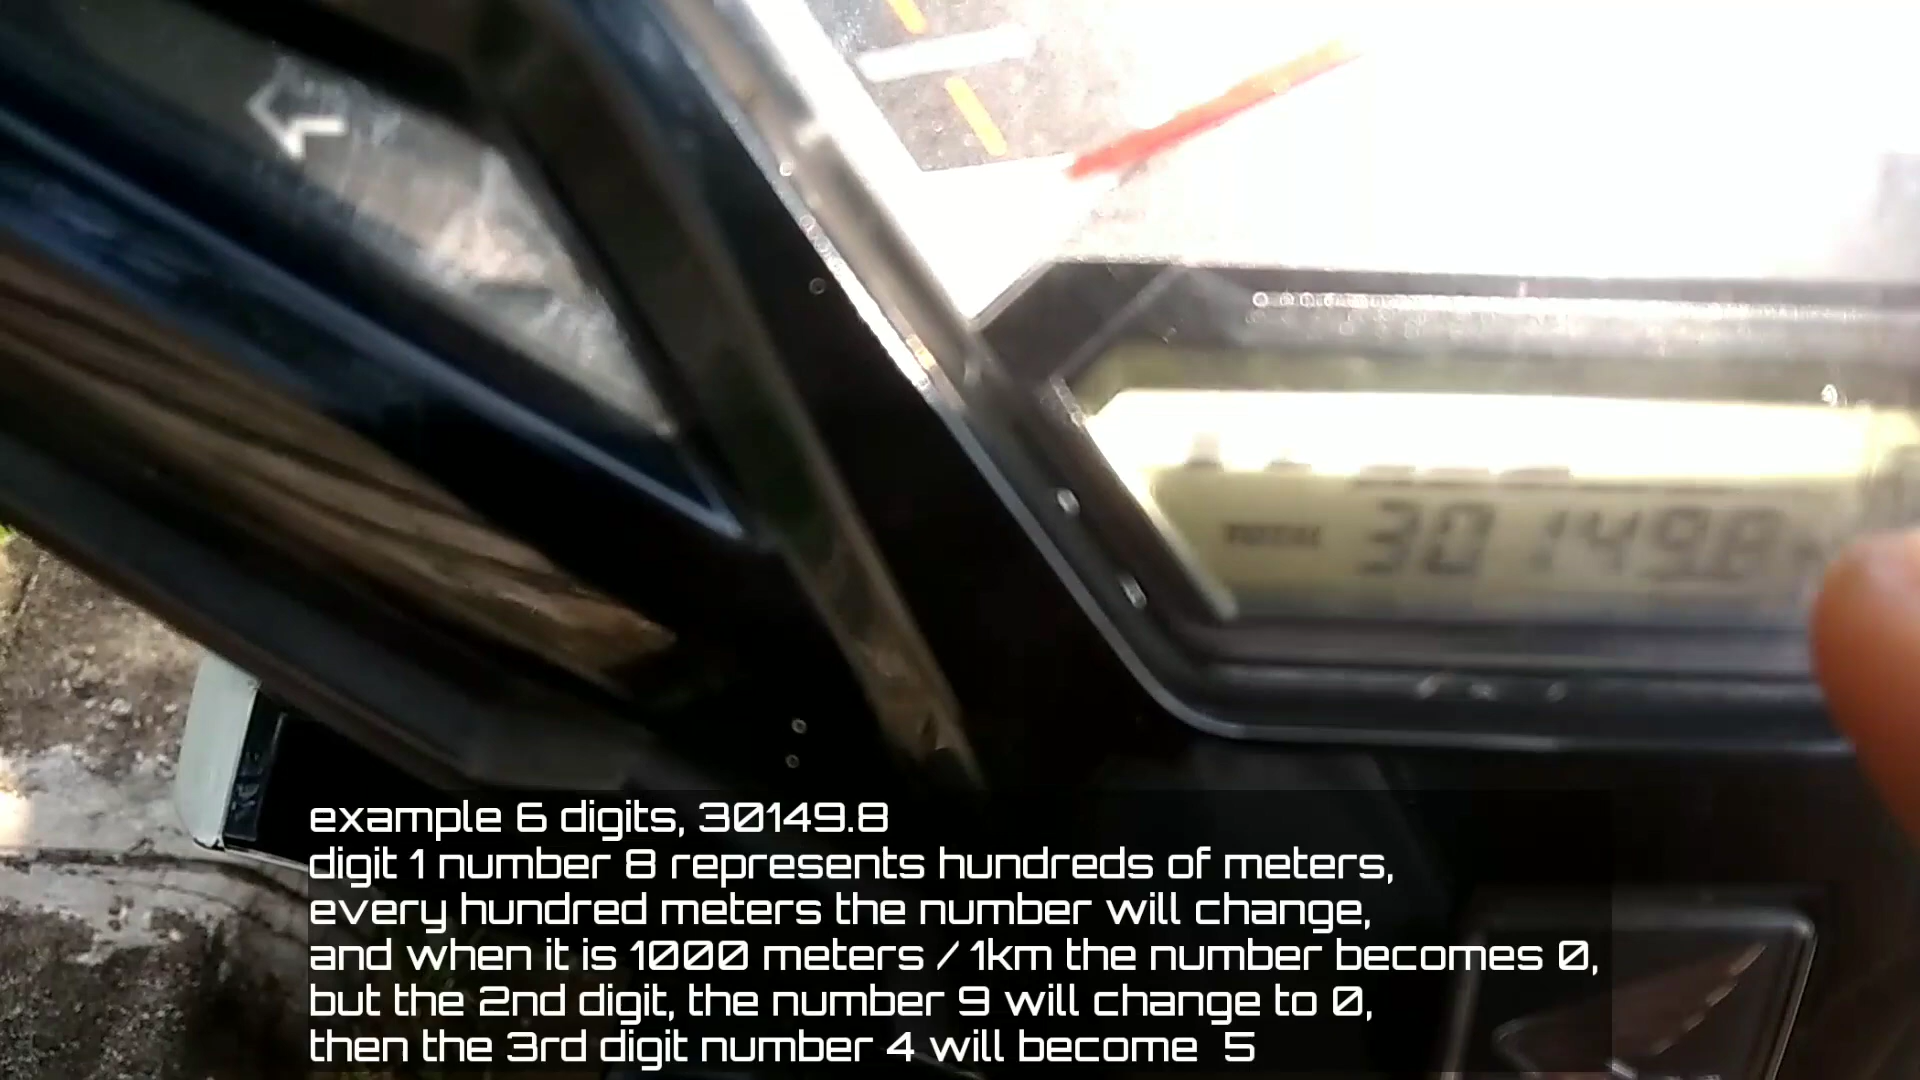 TOTAL 30149.8
example 6 digits, 30149.8
digit 1 number 8 represents hundreds of meters,
every hundred meters the number will change,
and when it is 1000 meters / 1km the number becomes 0,
but the 2nd digit, the number 9 will change to 0,
then the 3rd digit number 4 will become 5